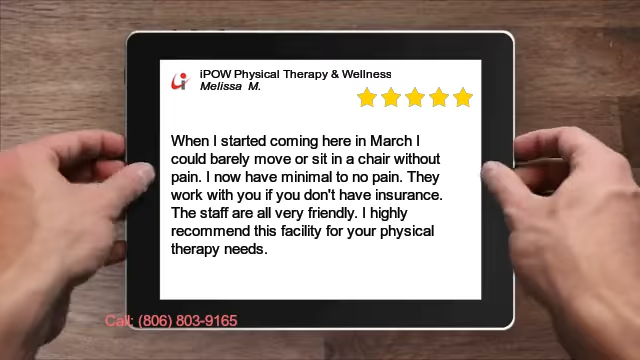 iPOW Physical Therapy & Wellness
Melissa M.
When I started coming here in March I
could barely move or sit in a chair without
pain. I now have minimal to no pain. They
work with you if you don't have insurance.
The staff are all very friendly. I highly
recommend this facility for your physical
therapy needs.
Call: (806) 803-9165